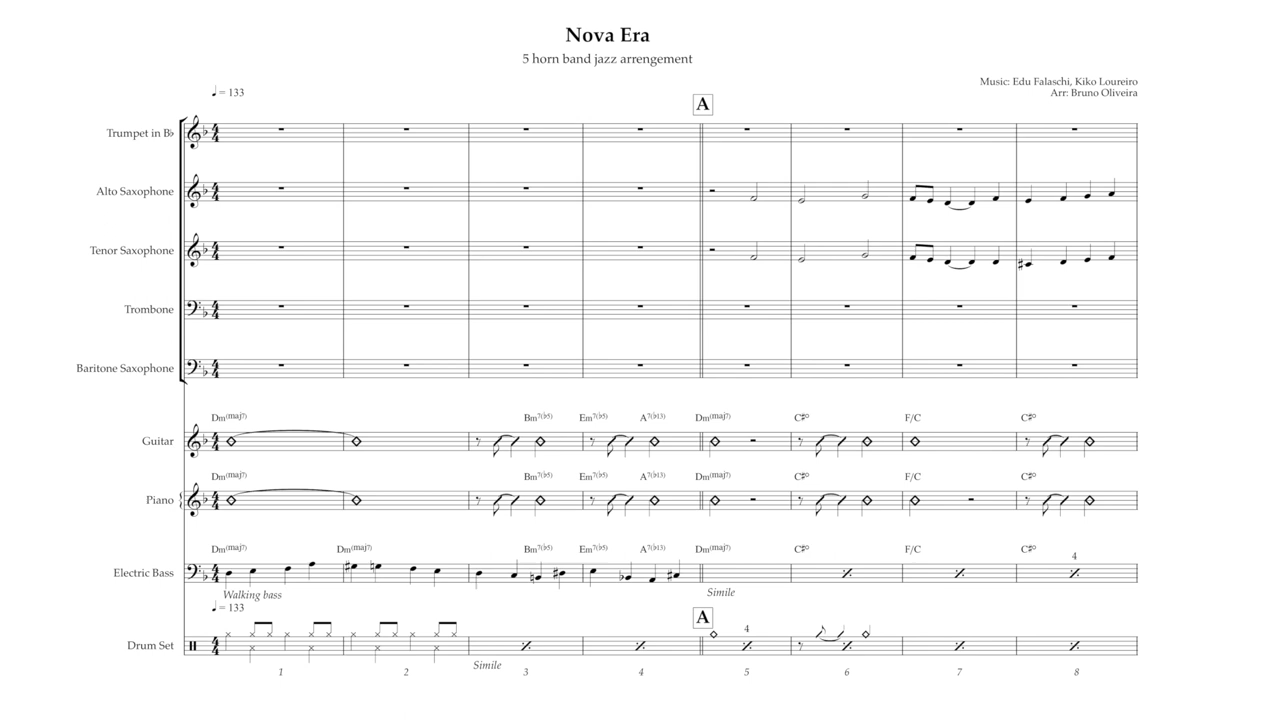 Nova Era
5 horn band jazz arrengement
Music: Edu Falaschi, Kiko Loureiro
Arr: Bruno Oliveira
♩ = 133
A
Trumpet in B♭
Alto Saxophone
Tenor Saxophone
Trombone
Baritone Saxophone
Dm(maj7) Bm7(♭5) Em7(♭5) A7(♭13) Dm(maj7) C♯o F/C C♯o
Guitar
Dm(maj7) Bm7(♭5) Em7(♭5) A7(♭13) Dm(maj7) C♯o F/C C♯o
Piano
Dm(maj7) Dm(maj7) Bm7(♭5) Em7(♭5) A7(♭13) Dm(maj7) C♯o F/C C♯o
4
Electric Bass
Walking bass Simile
♩ = 133
A
4
Drum Set
Simile
1 2 3 4 5 6 7 8